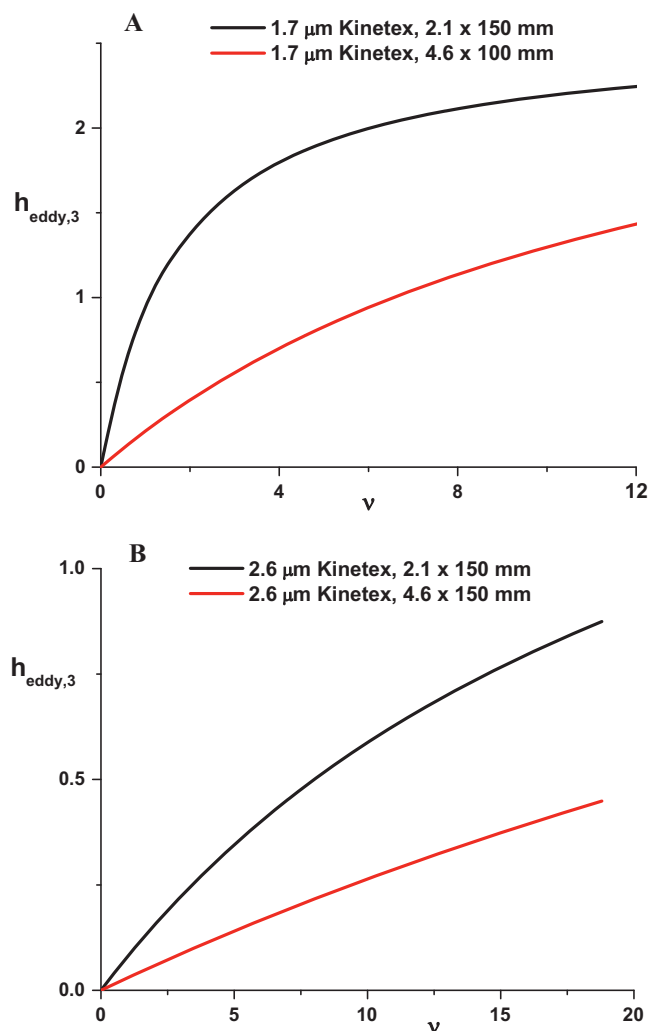 A
1.7 μm Kinetex, 2.1 x 150 mm
1.7 μm Kinetex, 4.6 x 100 mm
2
h eddy,3
1
0
0 4 8 12
ν
B
2.6 μm Kinetex, 2.1 x 150 mm
2.6 μm Kinetex, 4.6 x 150 mm
1.0
h eddy,3
0.5
0.0
0 5 10 15 20
ν